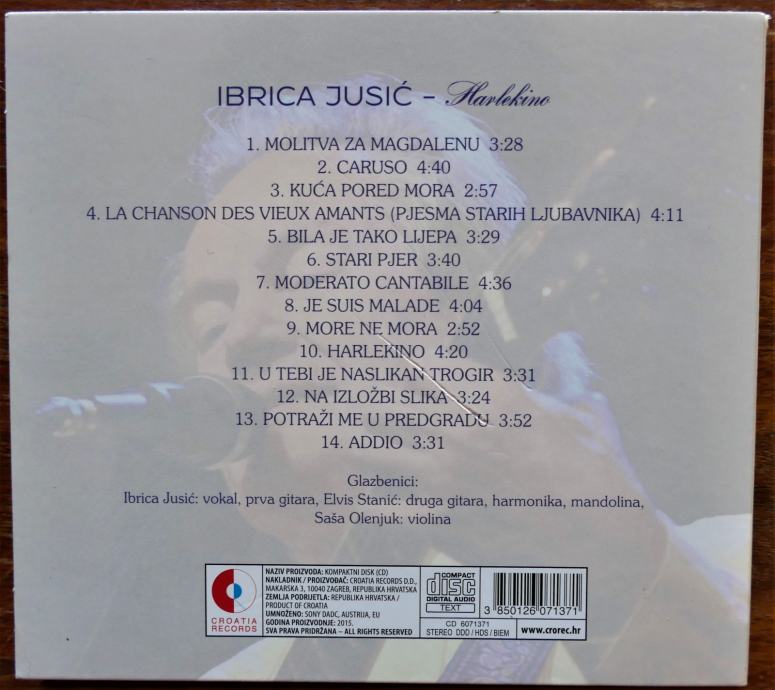 IBRICA JUSIĆ – Harlekino
1. MOLITVA ZA MAGDALENU 3:28
2. CARUSO 4:40
3. KUĆA PORED MORA 2:57
4. LA CHANSON DES VIEUX AMANTS (PJESMA STARIH LJUBAVNIKA) 4:11
5. BILA JE TAKO LIJEPA 3:29
6. STARI PJER 3:40
7. MODERATO CANTABILE 4:36
8. JE SUIS MALADE 4:04
9. MORE NE MORA 2:52
10. HARLEKINO 4:20
11. U TEBI JE NASLIKAN TROGIR 3:31
12. NA IZLOŽBI SLIKA 3:24
13. POTRAŽI ME U PREDGRAĐU 3:52
14. ADDIO 3:31
Glazbenici:
Ibrica Jusić: vokal, prva gitara, Elvis Stanić: druga gitara, harmonika, mandolina,
Saša Olenjuk: violina
CROATIA
RECORDS
NAZIV PROIZVODA: KOMPAKTNI DISK (CD)
NAKLADNIK / PROIZVOĐAČ: CROATIA RECORDS D.D.,
MAKARSKA 3, 10040 ZAGREB, REPUBLIKA HRVATSKA
ZEMLJA PODRIJETLA: REPUBLIKA HRVATSKA /
PRODUCT OF CROATIA
UMNOŽENO: SONY DADC, AUSTRIJA, EU
GODINA PROIZVODNJE: 2015.
SVA PRAVA PRIDRŽANA – ALL RIGHTS RESERVED
COMPACT
disc
DIGITAL AUDIO
TEXT
CD 6071371
STEREO DDD / HDS / BIEM
3 850126 071371
www.crorec.hr